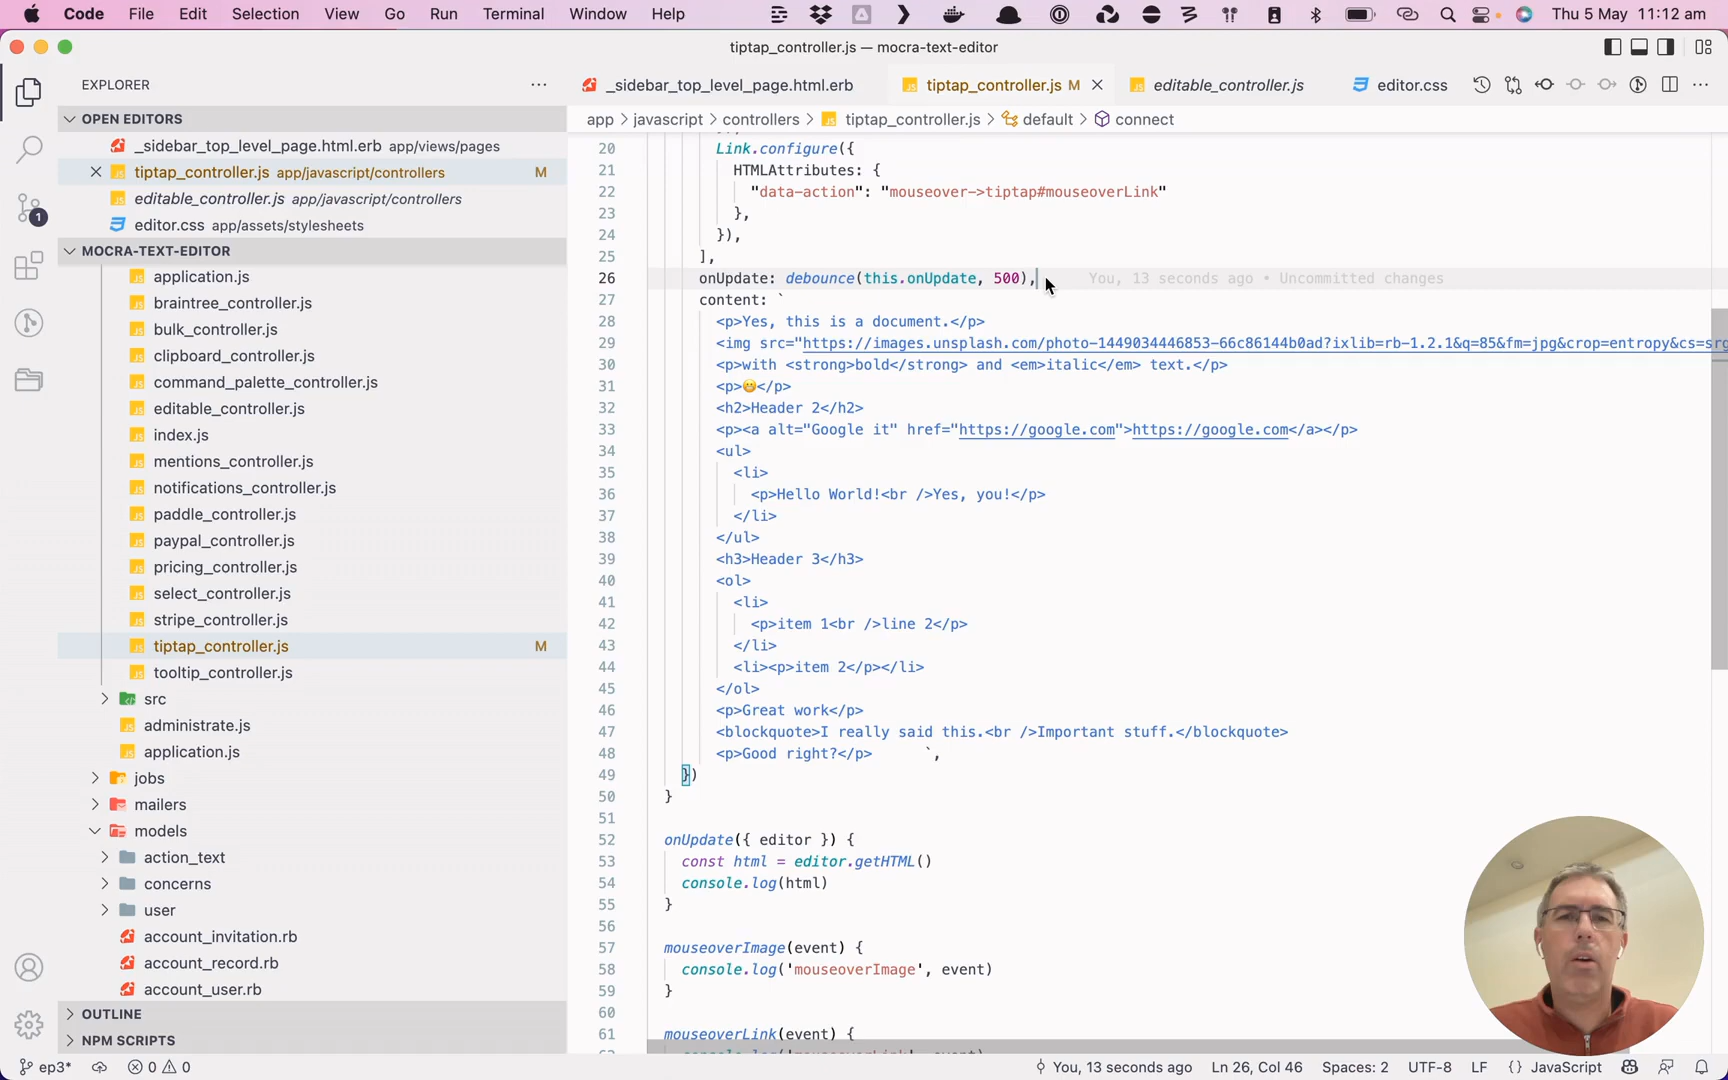 Code File Edit Selection View Go Run Terminal Window Help Thu 5 May 11:12 am
tiptap_controller.js — mocra-text-editor
EXPLORER
_sidebar_top_level_page.html.erb tiptap_controller.js M editable_controller.js editor.css
OPEN EDITORS
app javascript controllers tiptap_controller.js default connect
_sidebar_top_level_page.html.erb app/views/pages
tiptap_controller.js app/javascript/controllers M
editable_controller.js app/javascript/controllers
editor.css app/assets/stylesheets
1
MOCRA-TEXT-EDITOR
application.js
braintree_controller.js
bulk_controller.js
clipboard_controller.js
command_palette_controller.js
editable_controller.js
index.js
mentions_controller.js
notifications_controller.js
paddle_controller.js
paypal_controller.js
pricing_controller.js
select_controller.js
stripe_controller.js
tiptap_controller.js M
tooltip_controller.js
src
administrate.js
application.js
jobs
mailers
models
action_text
concerns
user
account_invitation.rb
account_record.rb
account_user.rb
OUTLINE
NPM SCRIPTS
20 Link.configure({
21 HTMLAttributes: {
22 "data-action": "mouseover->tiptap#mouseoverLink"
23 },
24 }),
25 ],
26 onUpdate: debounce(this.onUpdate, 500), You, 13 seconds ago • Uncommitted changes
27 content: `
28 <p>Yes, this is a document.</p>
29 <img src="https://images.unsplash.com/photo-1449034446853-66c86144b0ad?ixlib=rb-1.2.1&q=85&fm=jpg&crop=entropy&cs=srg
30 <p>with <strong>bold</strong> and <em>italic</em> text.</p>
31 <p>😁</p>
32 <h2>Header 2</h2>
33 <p><a alt="Google it" href="https://google.com">https://google.com</a></p>
34 <ul>
35 <li>
36 <p>Hello World!<br />Yes, you!</p>
37 </li>
38 </ul>
39 <h3>Header 3</h3>
40 <ol>
41 <li>
42 <p>item 1<br />line 2</p>
43 </li>
44 <li><p>item 2</p></li>
45 </ol>
46 <p>Great work</p>
47 <blockquote>I really said this.<br />Important stuff.</blockquote>
48 <p>Good right?</p> `,
49 })
50 }
51
52 onUpdate({ editor }) {
53 const html = editor.getHTML()
54 console.log(html)
55 }
56
57 mouseoverImage(event) {
58 console.log('mouseoverImage', event)
59 }
60
61 mouseoverLink(event) {
ep3* 0 0 You, 13 seconds ago Ln 26, Col 46 Spaces: 2 UTF-8 LF {} JavaScript